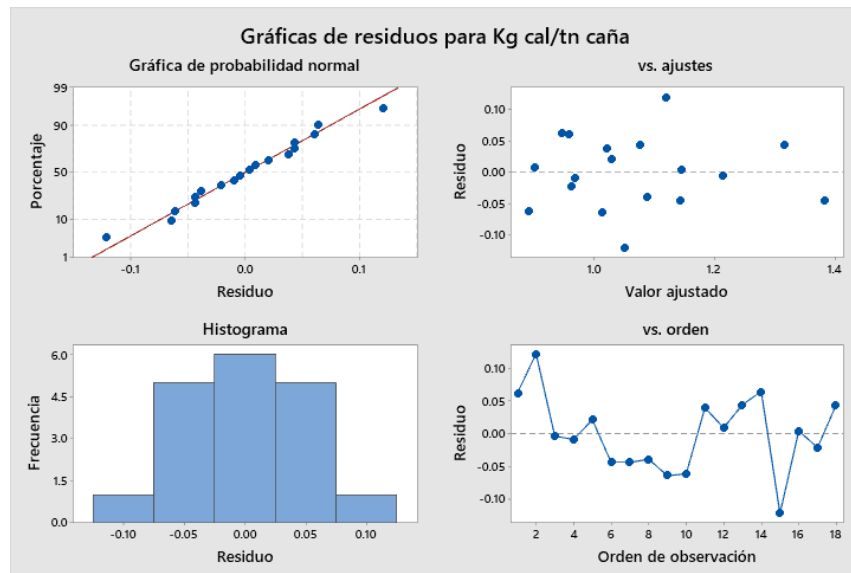 Gráficas de residuos para Kg cal/tn caña
Gráfica de probabilidad normal
99
90
50
10
1
Porcentaje
-0.1 0.0 0.1
Residuo
vs. ajustes
0.10
0.05
0.00
-0.05
-0.10
Residuo
1.0 1.2 1.4
Valor ajustado
Histograma
6.0
4.5
3.0
1.5
0.0
Frecuencia
-0.10 -0.05 0.00 0.05 0.10
Residuo
vs. orden
0.10
0.05
0.00
-0.05
-0.10
Residuo
2 4 6 8 10 12 14 16 18
Orden de observación